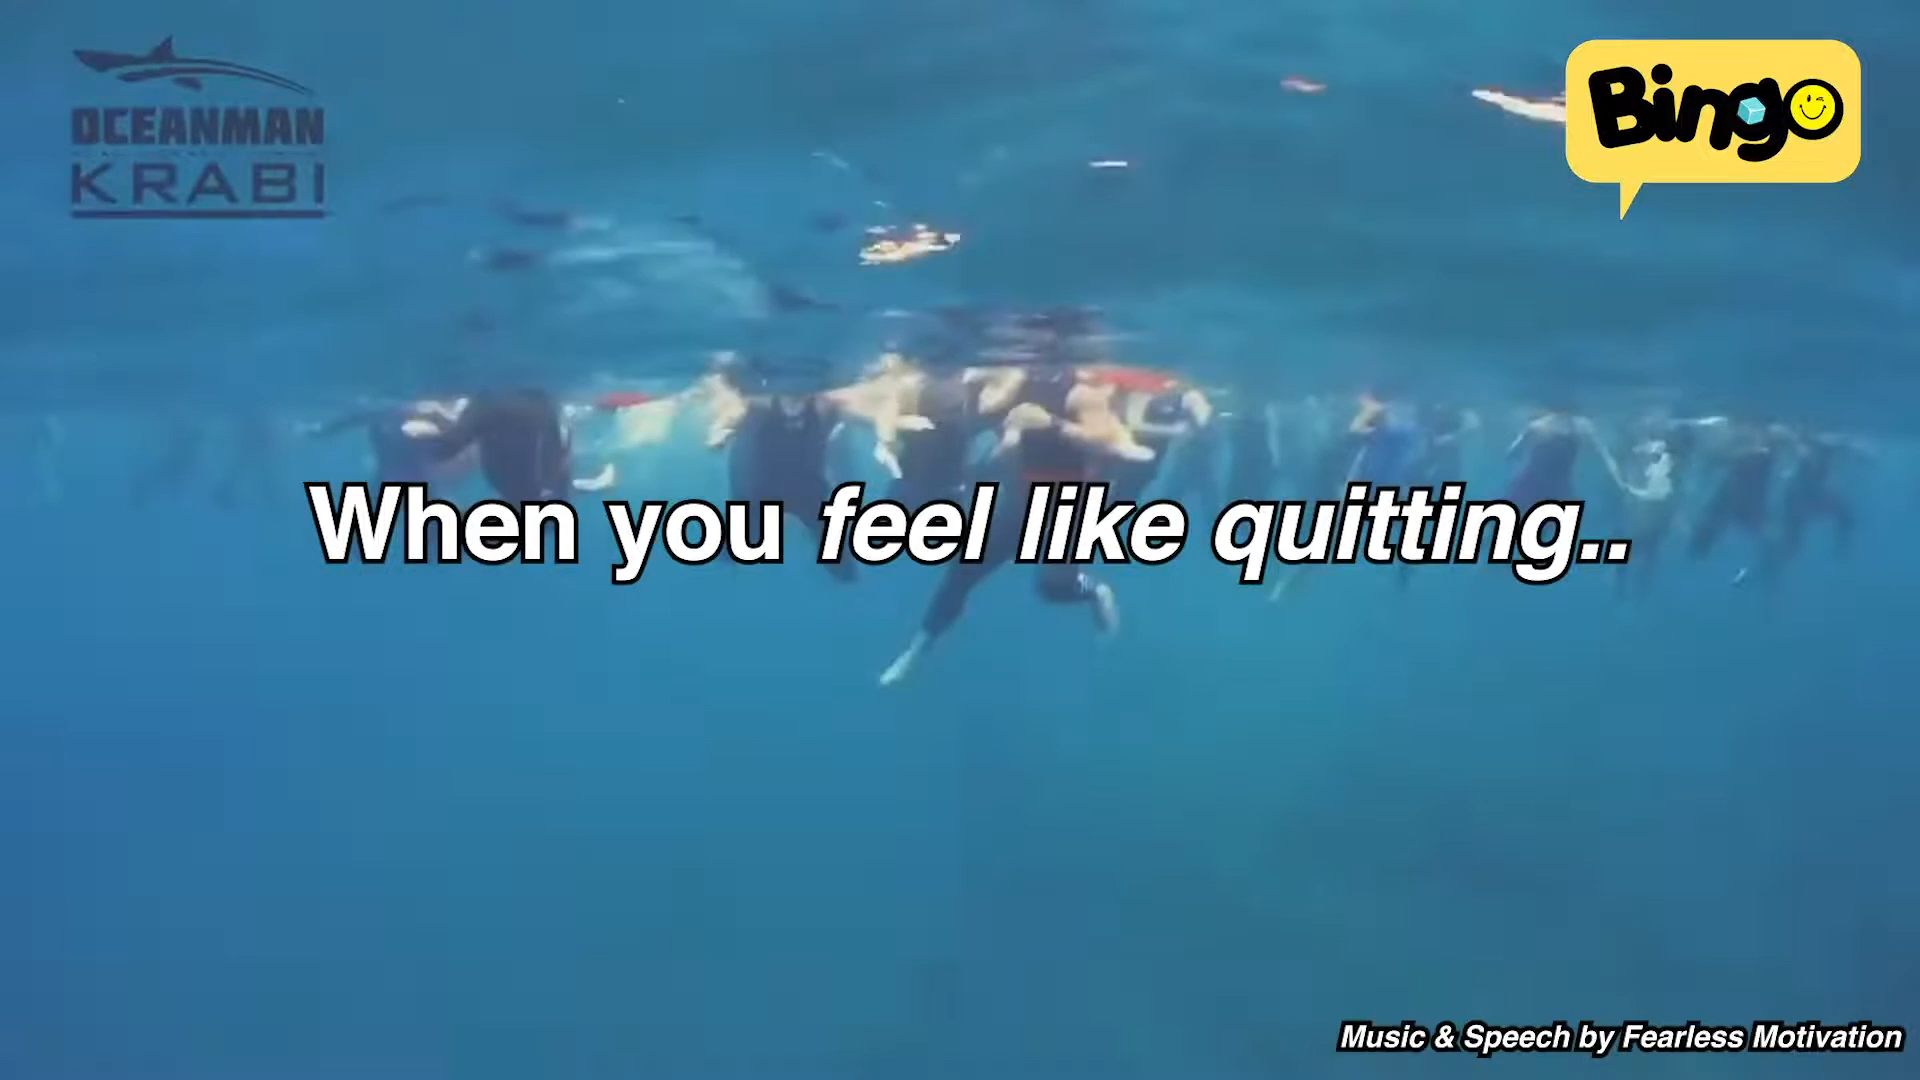 OCEANMAN
KRABI
Bingo
When you feel like quitting..
Music & Speech by Fearless Motivation